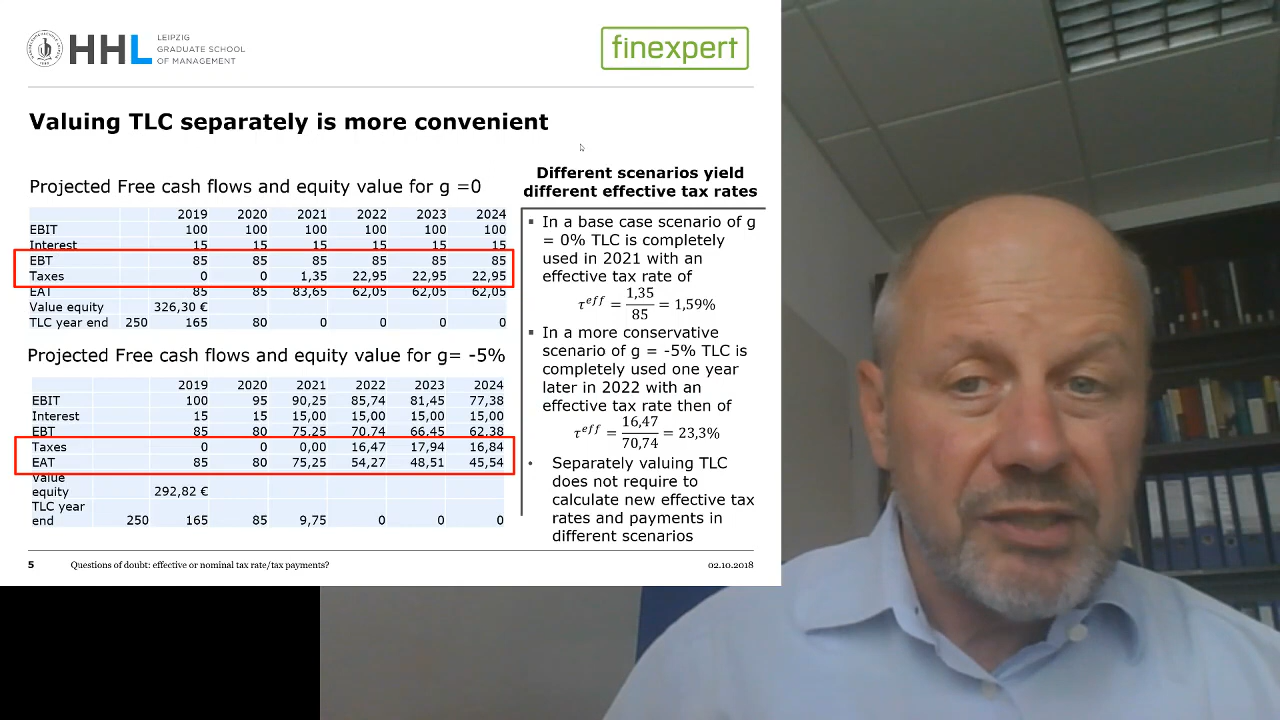 HHL LEIPZIG
GRADUATE SCHOOL
OF MANAGEMENT
finexpert
Valuing TLC separately is more convenient
Projected Free cash flows and equity value for g =0
2019 2020 2021 2022 2023 2024
EBIT 100 100 100 100 100 100
Interest 15 15 15 15 15 15
EBT 85 85 85 85 85 85
Taxes 0 0 1,35 22,95 22,95 22,95
EAT 85 85 83,65 62,05 62,05 62,05
Value equity 326,30 €
TLC year end 250 165 80 0 0 0 0
Projected Free cash flows and equity value for g= -5%
2019 2020 2021 2022 2023 2024
EBIT 100 95 90,25 85,74 81,45 77,38
Interest 15 15 15,00 15,00 15,00 15,00
EBT 85 80 75,25 70,74 66,45 62,38
Taxes 0 0 0,00 16,47 17,94 16,84
EAT 85 80 75,25 54,27 48,51 45,54
Value
equity 292,82 €
TLC year
end 250 165 85 9,75 0 0 0
Different scenarios yield
different effective tax rates
▪ In a base case scenario of g
= 0% TLC is completely
used in 2021 with an
effective tax rate of
τ^eff = 1,35/85 = 1,59%
▪ In a more conservative
scenario of g = -5% TLC is
completely used one year
later in 2022 with an
effective tax rate then of
τ^eff = 16,47/70,74 = 23,3%
• Separately valuing TLC
does not require to
calculate new effective tax
rates and payments in
different scenarios
5 Questions of doubt: effective or nominal tax rate/tax payments? 02.10.2018